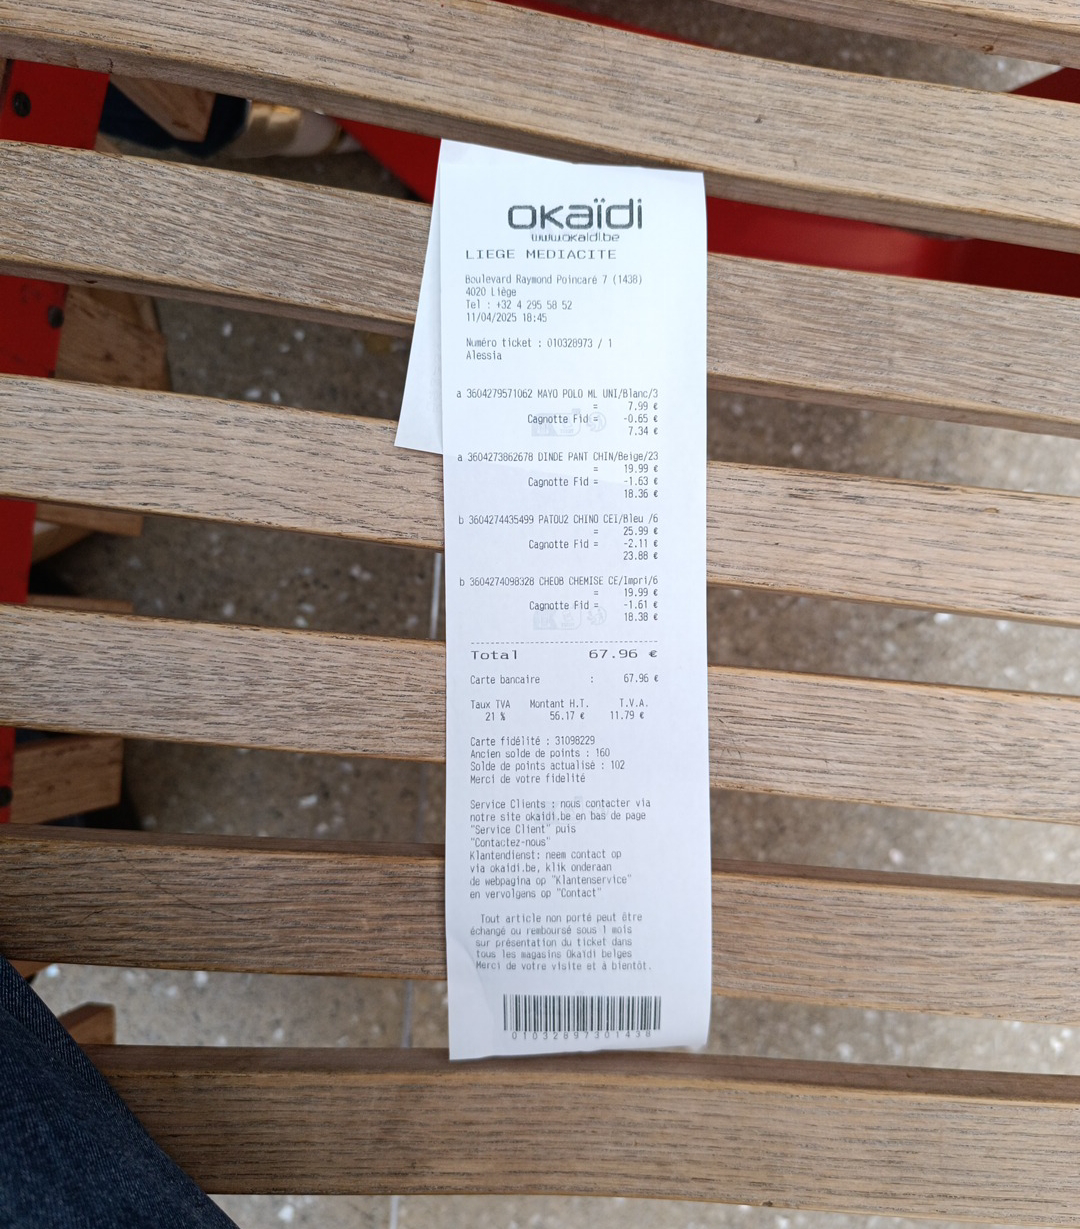 okaïdi
www.okaidi.be
LIEGE MEDIACITE
Boulevard Raymond Poincaré 7 (1438)
4020 Liège
Tel : +32 4 295 58 52
11/04/2025 18:45
Numéro ticket : 010328973 / 1
Alessia
a 3604279571062 MAYO POLO ML UNI/Blanc/3
= 7.99 €
Cagnotte Fid = -0.65 €
7.34 €
a 3604273862678 DINDE PANT CHIN/Beige/23
= 19.99 €
Cagnotte Fid = -1.63 €
18.36 €
b 3604274435499 PATOU2 CHINO CEI/Bleu /6
= 25.99 €
Cagnotte Fid = -2.11 €
23.88 €
b 3604274098328 CHEOB CHEMISE CE/Impri/6
= 19.99 €
Cagnotte Fid = -1.61 €
18.38 €
Total 67.96 €
Carte bancaire : 67.96 €
Taux TVA Montant H.T. T.V.A.
21 % 56.17 € 11.79 €
Carte fidélité : 31098229
Ancien solde de points : 160
Solde de points actualisé : 102
Merci de votre fidelité
Service Clients : nous contacter via
notre site okaidi.be en bas de page
"Service Client" puis
"Contactez-nous"
Klantendienst: neem contact op
via okaidi.be, klik onderaan
de webpagina op "Klantenservice"
en vervolgens op "Contact"
Tout article non porté peut être
échangé ou remboursé sous 1 mois
sur présentation du ticket dans
tous les magasins Okaïdi belges
Merci de votre visite et à bientôt.
01032897301438